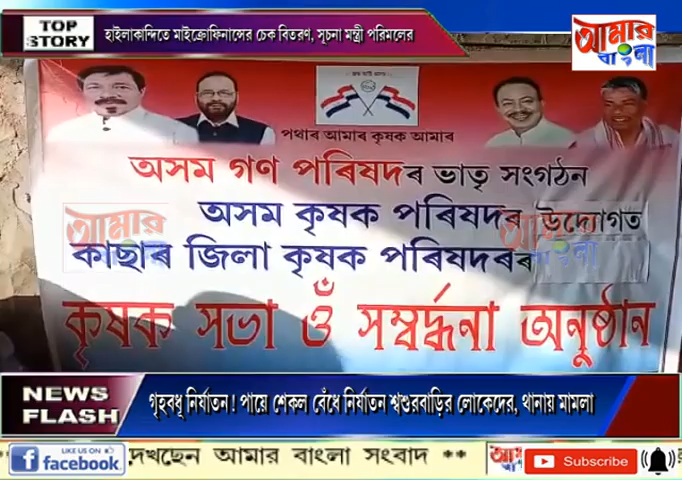 TOP
STORY
হাইলাকান্দিতে মাইক্রোফিনান্সের চেক বিতরণ, সূচনা মন্ত্রী পরিমলের
আমার
বাংলা
পথাৰ আমাৰ কৃষক আমাৰ
অসম গণ পৰিষদৰ ভাতৃ সংগঠন
অসম কৃষক পৰিষদৰ উদ্যোগত
কাছাৰ জিলা কৃষক পৰিষদৰৰ
কৃষক সভা ওঁ সম্বৰ্দ্ধনা অনুষ্ঠান
NEWS
FLASH
গৃহবধূ নির্যাতন! পায়ে শেকল বেঁধে নির্যাতন শ্বশুরবাড়ির লোকেদের, থানায় মামলা
LIKE US ON
facebook
দেখছেন আমার বাংলা সংবাদ **
Subscribe